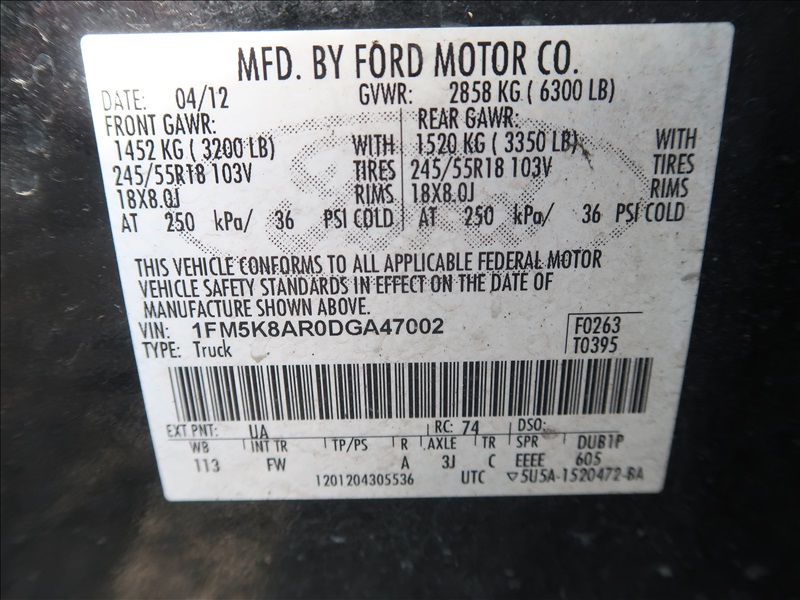 MFD. BY FORD MOTOR CO.
DATE: 04/12 GVWR: 2858 KG ( 6300 LB)
FRONT GAWR: REAR GAWR:
1452 KG ( 3200 LB) WITH 1520 KG ( 3350 LB) WITH
245/55R18 103V TIRES 245/55R18 103V TIRES
18X8.0J RIMS 18X8.0J RIMS
AT 250 kPa/ 36 PSI COLD AT 250 kPa/ 36 PSI COLD
THIS VEHICLE CONFORMS TO ALL APPLICABLE FEDERAL MOTOR
VEHICLE SAFETY STANDARDS IN EFFECT ON THE DATE OF
MANUFACTURE SHOWN ABOVE.
VIN: 1FM5K8AR0DGA47002 F0263
TYPE: Truck T0395
EXT PNT: UA RC: 74 DSO:
WB INT TR TP/PS R AXLE TR SPR DUB1P
113 FW A 3J C EEEE 605
1201204305536 UTC ▽5U5A-1520472-BA